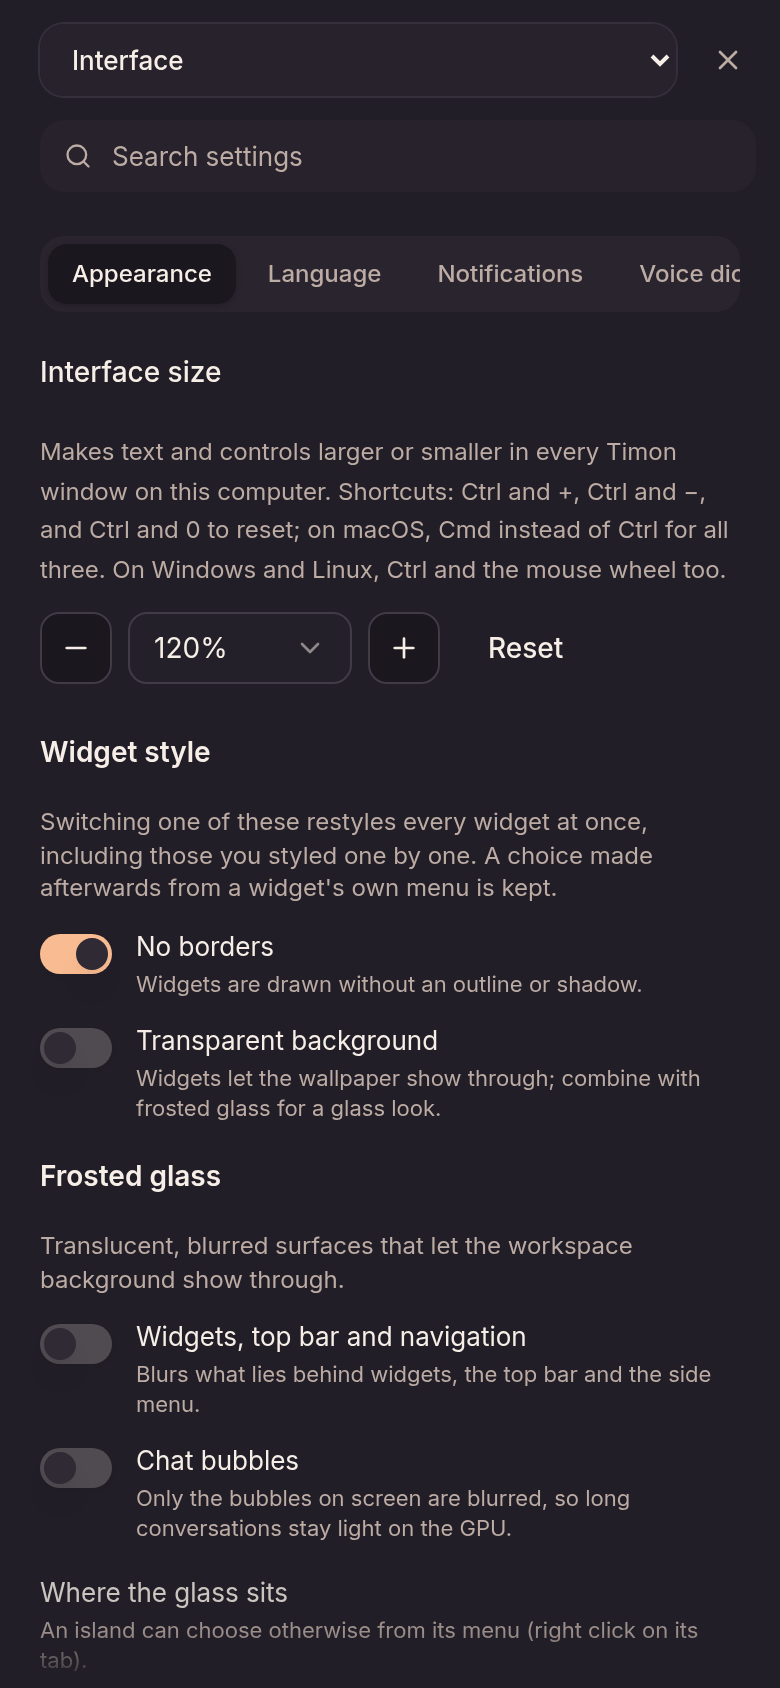 Interface
Search settings
Appearance
Language
Notifications
Voice dic
Interface size
Makes text and controls larger or smaller in every Timon
window on this computer. Shortcuts: Ctrl and +, Ctrl and −,
and Ctrl and 0 to reset; on macOS, Cmd instead of Ctrl for all
three. On Windows and Linux, Ctrl and the mouse wheel too.
120%
Reset
Widget style
Switching one of these restyles every widget at once,
including those you styled one by one. A choice made
afterwards from a widget's own menu is kept.
No borders
Widgets are drawn without an outline or shadow.
Transparent background
Widgets let the wallpaper show through; combine with
frosted glass for a glass look.
Frosted glass
Translucent, blurred surfaces that let the workspace
background show through.
Widgets, top bar and navigation
Blurs what lies behind widgets, the top bar and the side
menu.
Chat bubbles
Only the bubbles on screen are blurred, so long
conversations stay light on the GPU.
Where the glass sits
An island can choose otherwise from its menu (right click on its
tab).